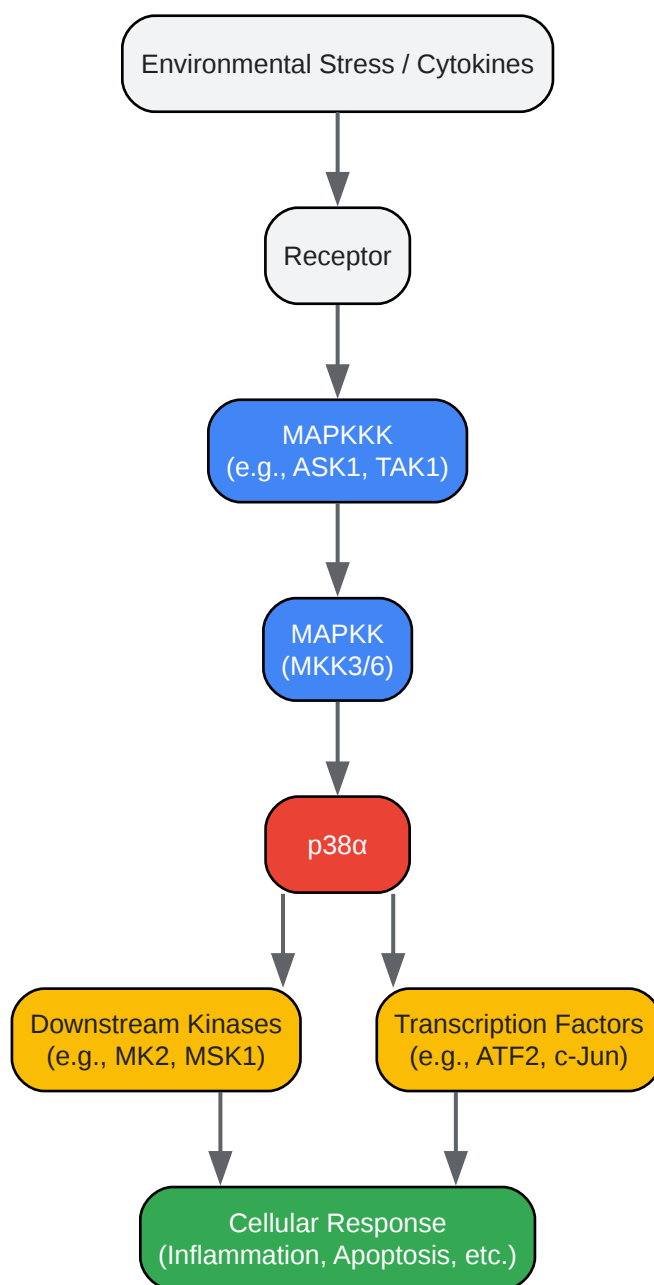 Environmental Stress / Cytokines
Receptor
MAPKKK
(e.g., ASK1, TAK1)
MAPKK
(MKK3/6)
p38α
Downstream Kinases
(e.g., MK2, MSK1)
Transcription Factors
(e.g., ATF2, c-Jun)
Cellular Response
(Inflammation, Apoptosis, etc.)